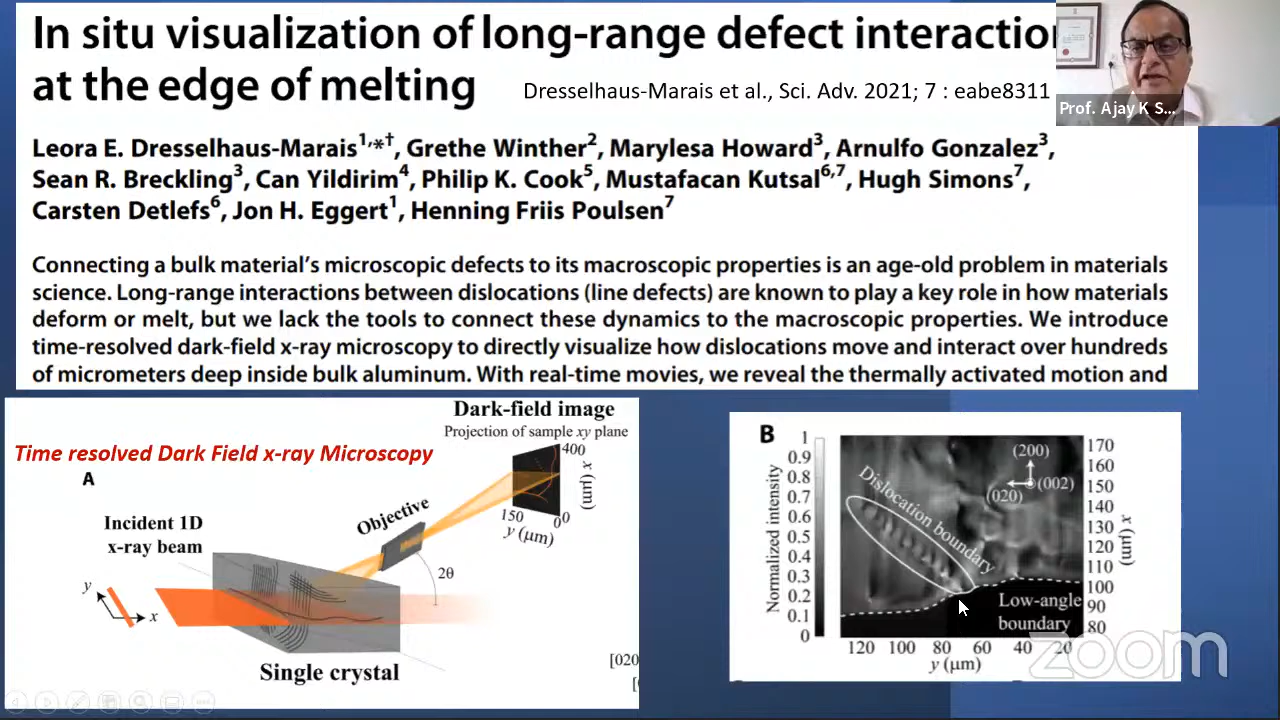 In situ visualization of long-range defect interactio
at the edge of melting
Dresselhaus-Marais et al., Sci. Adv. 2021; 7 : eabe8311
Prof. Ajay K S...
Leora E. Dresselhaus-Marais1,*†, Grethe Winther2, Marylesa Howard3, Arnulfo Gonzalez3,
Sean R. Breckling3, Can Yildirim4, Philip K. Cook5, Mustafacan Kutsal6,7, Hugh Simons7,
Carsten Detlefs6, Jon H. Eggert1, Henning Friis Poulsen7
Connecting a bulk material's microscopic defects to its macroscopic properties is an age-old problem in materials
science. Long-range interactions between dislocations (line defects) are known to play a key role in how materials
deform or melt, but we lack the tools to connect these dynamics to the macroscopic properties. We introduce
time-resolved dark-field x-ray microscopy to directly visualize how dislocations move and interact over hundreds
of micrometers deep inside bulk aluminum. With real-time movies, we reveal the thermally activated motion and
Dark-field image
Projection of sample xy plane
Time resolved Dark Field x-ray Microscopy
A
400
x (μm)
0
150
0
y (μm)
Objective
Incident 1D
x-ray beam
2θ
y
x
Single crystal
[020
[
B
Normalized intensity
1
0.9
0.8
0.7
0.6
0.5
0.4
0.3
0.2
0.1
0
Dislocation boundary
(200)
(020)
(002)
Low-angle
boundary
170
160
150
140
130
120
110
100
90
80
x (μm)
120 100 80 60 40 20
y (μm)
zoom